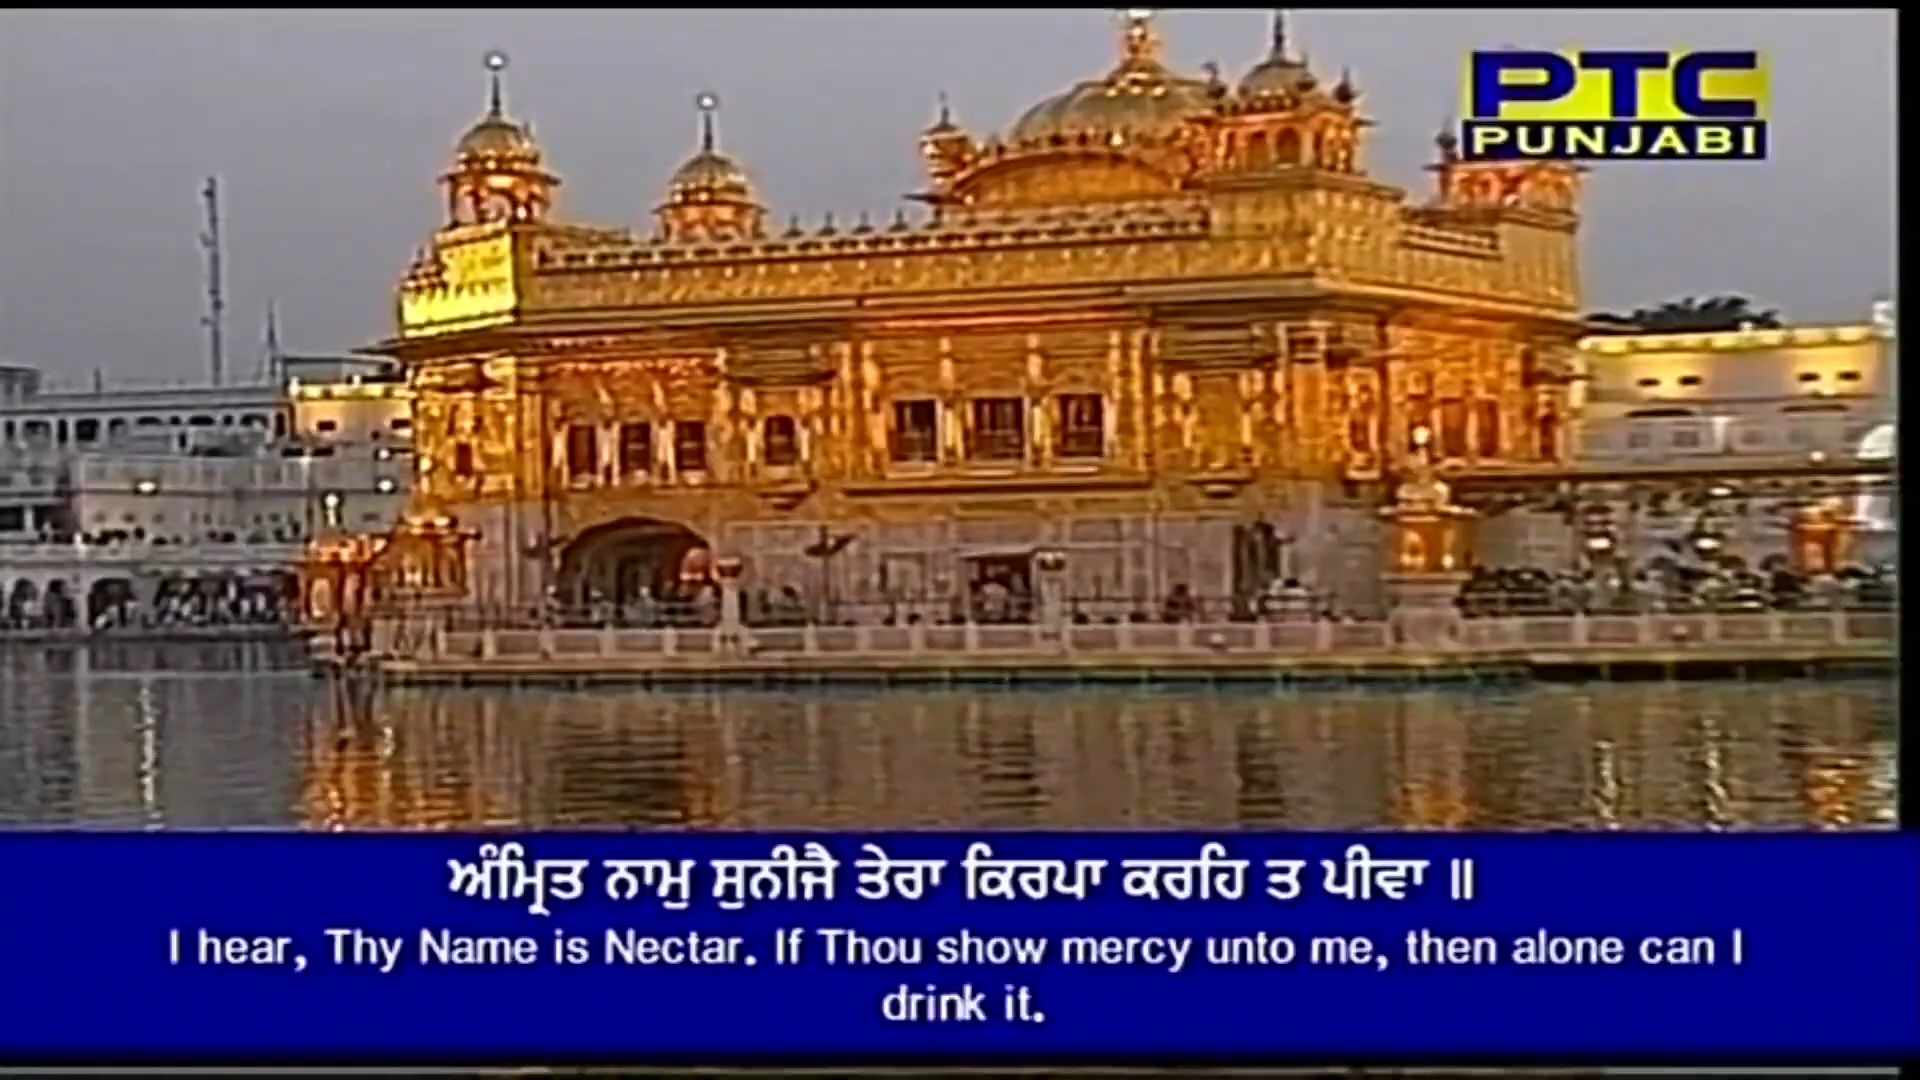 PTC
PUNJABI
ਅੰਮ੍ਰਿਤ ਨਾਮੁ ਸੁਨੀਜੈ ਤੇਰਾ ਕਿਰਪਾ ਕਰਹਿ ਤ ਪੀਵਾ ॥
I hear, Thy Name is Nectar. If Thou show mercy unto me, then alone can I
drink it.